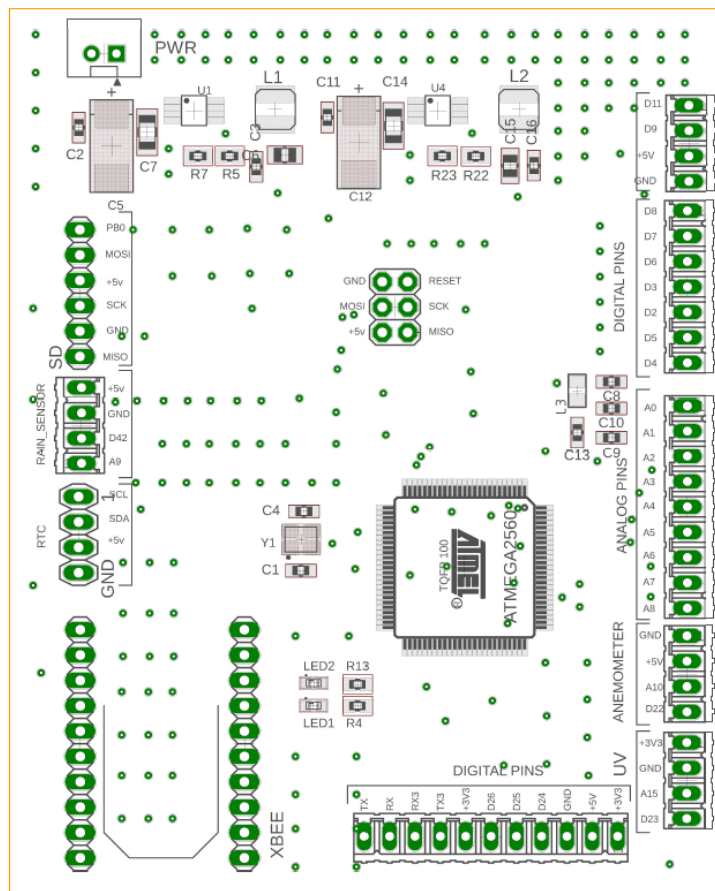 PWR
L1
L2
U1
U4
C11
C14
C2
C7
C3
C15
C16
R7
R5
R23
R22
C5
C12
D11
D9
+5V
GND
D8
D7
D6
D3
D2
D5
D4
DIGITAL PINS
PB0
MOSI
+5v
SCK
GND
MISO
SD
GND
MOSI
+5v
RESET
SCK
MISO
RAIN_SENSOR
+5v
GND
D42
A9
L3
C8
C10
C9
C13
A0
A1
A2
A3
A4
A5
A6
A7
A8
ANALOG PINS
RTC
SCL
SDA
+5v
GND
1
C4
Y1
C1
TQFP 100
ATMEL
®
ATMEGA2560
LED2
R13
LED1
R4
ANEMOMETER
GND
+5V
A10
D22
UV
+3V3
GND
A15
D23
XBEE
DIGITAL PINS
TX
RX
RX3
TX3
+3V3
D26
D25
D24
GND
+5V
+3V3